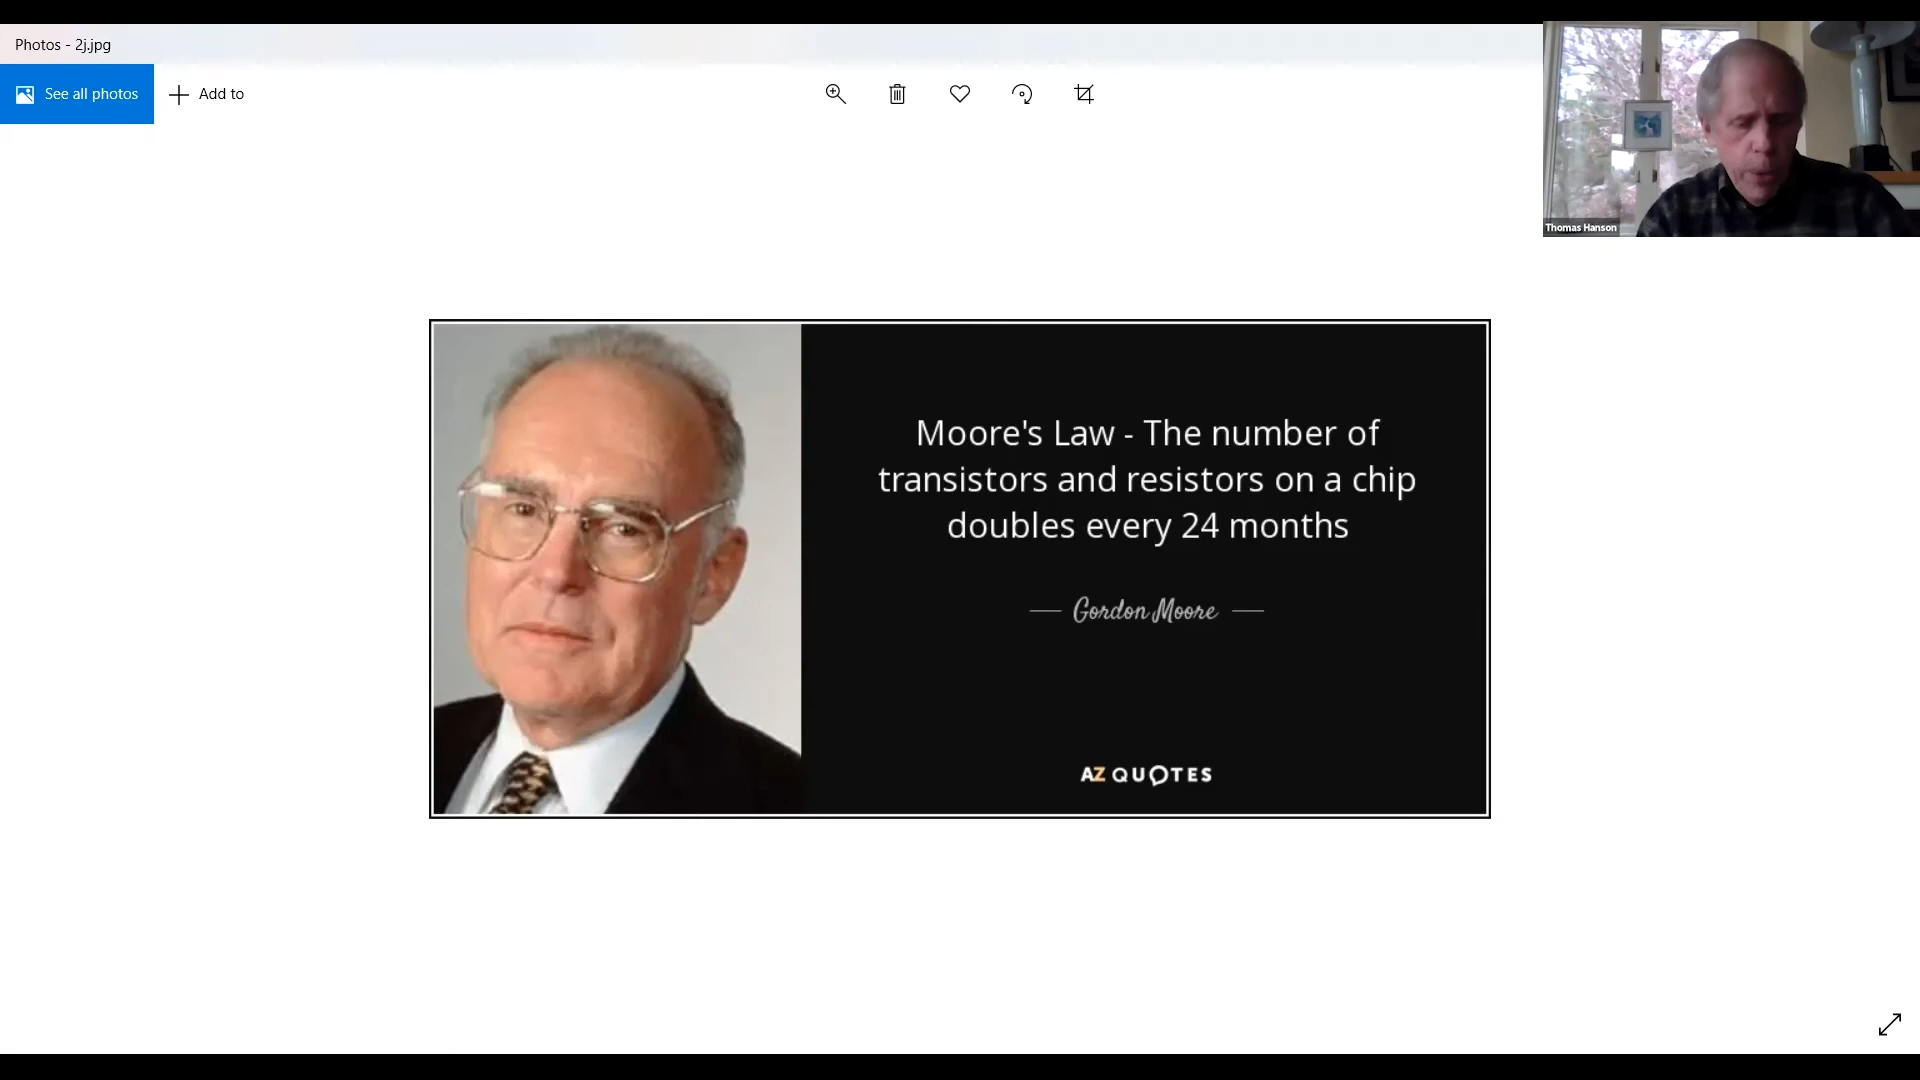 Photos - 2j.jpg
See all photos
Add to
Thomas Hanson
Moore's Law - The number of
transistors and resistors on a chip
doubles every 24 months
Gordon Moore
AZ QUOTES